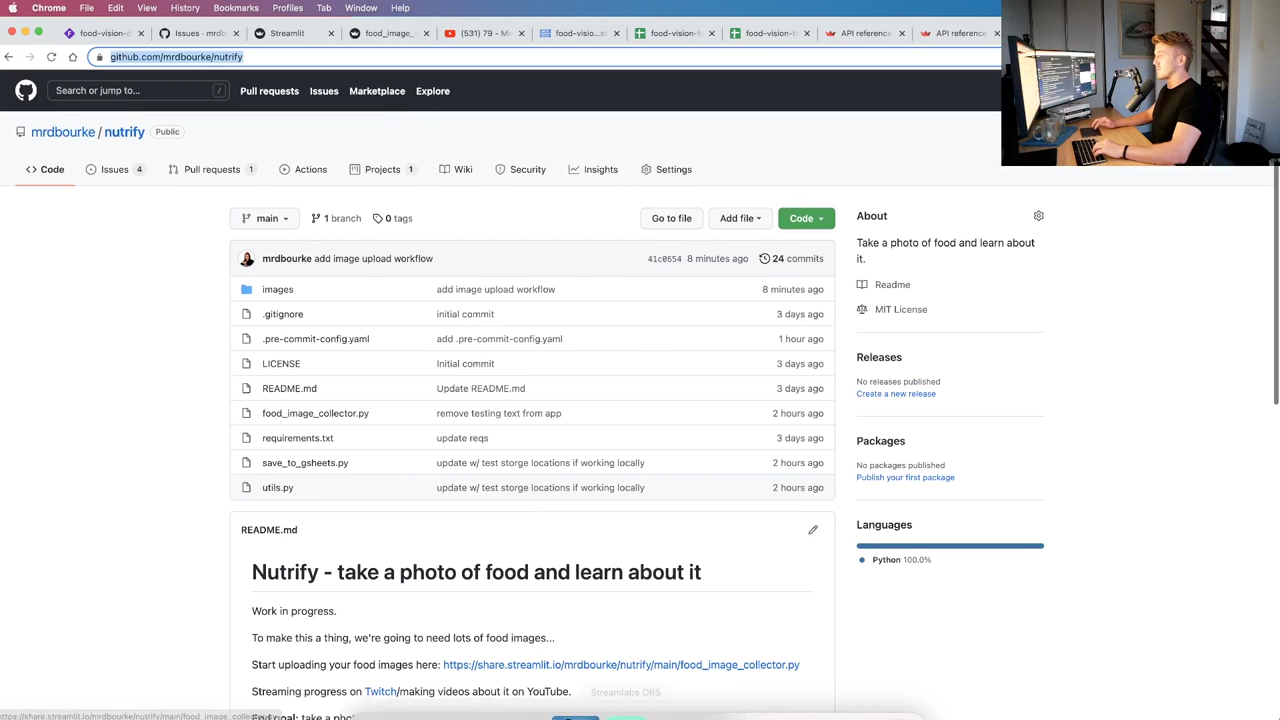 Chrome File Edit View History Bookmarks Profiles Tab Window Help
food-vision-d Issues · mrdb Streamlit food_image_c (531) 79 - Mi food-vision...st food-vision-te food-vision-te API reference API reference
github.com/mrdbourke/nutrify
Search or jump to... / Pull requests Issues Marketplace Explore
mrdbourke / nutrify Public
Code Issues 4 Pull requests 1 Actions Projects 1 Wiki Security Insights Settings
main 1 branch 0 tags Go to file Add file Code
mrdbourke add image upload workflow 41c0654 8 minutes ago 24 commits
images add image upload workflow 8 minutes ago
.gitignore initial commit 3 days ago
.pre-commit-config.yaml add .pre-commit-config.yaml 1 hour ago
LICENSE Initial commit 3 days ago
README.md Update README.md 3 days ago
food_image_collector.py remove testing text from app 2 hours ago
requirements.txt update reqs 3 days ago
save_to_gsheets.py update w/ test storge locations if working locally 2 hours ago
utils.py update w/ test storge locations if working locally 2 hours ago
README.md
Nutrify - take a photo of food and learn about it
Work in progress.
To make this a thing, we're going to need lots of food images...
Start uploading your food images here: https://share.streamlit.io/mrdbourke/nutrify/main/food_image_collector.py
Streaming progress on Twitch/making videos about it on YouTube.
Streamlabs OBS
End goal: take a pho
https://share.streamlit.io/mrdbourke/nutrify/main/food_image_collector.py
About
Take a photo of food and learn about
it.
Readme
MIT License
Releases
No releases published
Create a new release
Packages
No packages published
Publish your first package
Languages
Python 100.0%